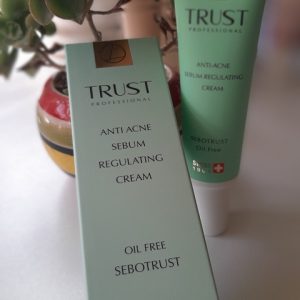 TRUST
PROFESSIONAL
ANTI ACNE
SEBUM
REGULATING
CREAM
OIL FREE
SEBOTRUST
TRUST
PROFESSIONAL
ANTI-ACNE
SEBUM REGULATING
CREAM
SEBOTRUST
Oil Free